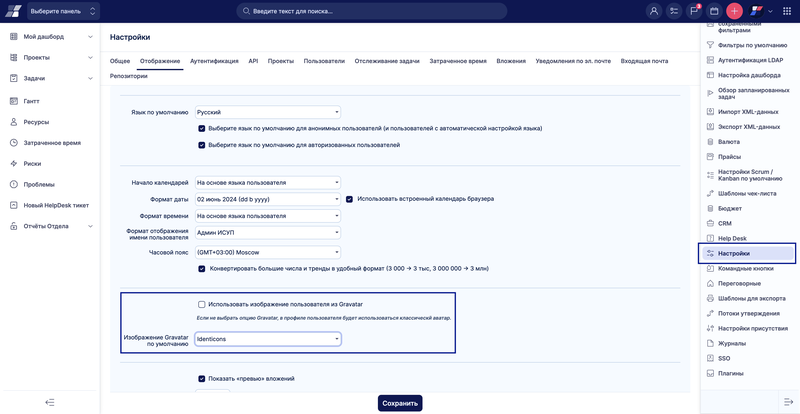 Выберите панель
Введите текст для поиска...
Мой дашборд
Проекты
Задачи
Гантт
Ресурсы
Затраченное время
Риски
Проблемы
Новый HelpDesk тикет
Отчёты Отдела
Настройки
Общее Отображение Аутентификация API Проекты Пользователи Отслеживание задачи Затраченное время Вложения Уведомления по эл. почте Входящая почта
Репозитории
Язык по умолчанию Русский
Выберите язык по умолчанию для анонимных пользователй (и пользователей с автоматической настройкой языка)
Выберите язык по умолчанию для авторизованных пользователей
Начало календарей На основе языка пользователя
Формат даты 02 июнь 2024 (dd b yyyy) Использовать встроенный календарь браузера
Формат времени На основе языка пользователя
Формат отображения
имени пользователя Админ ИСУП
Часовой пояс (GMT+03:00) Moscow
Конвертировать большие числа и тренды в удобный формат (3 000 → 3 тыс, 3 000 000 → 3 млн)
Использовать изображение пользователя из Gravatar
Если не выбрать опцию Gravatar, в профиле пользователя будет использоваться классический аватар.
Изображение Gravatar
по умолчанию Identicons
Показать «превью» вложений
Сохранить
сохраненными
фильтрами
Фильтры по умолчанию
Аутентификация LDAP
Настройка дашборда
Обзор запланированных
задач
Импорт XML-данных
Экспорт XML-данных
Валюта
Прайсы
Настройки Scrum /
Kanban по умолчанию
Шаблоны чек-листа
Бюджет
CRM
Help Desk
Настройки
Командные кнопки
Переговорные
Шаблоны для экспорта
Потоки утверждения
Настройки присутствия
Журналы
SSO
Плагины